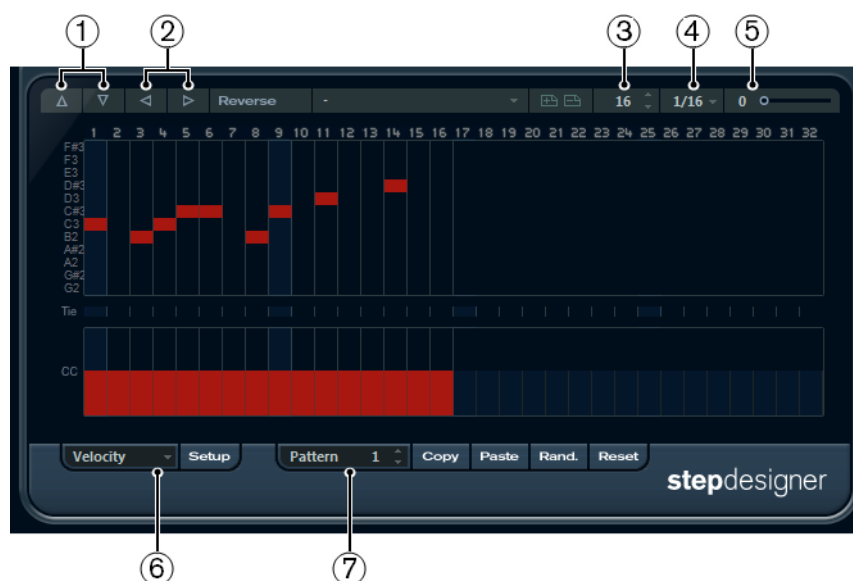 1 2 3 4 5
Reverse - 16 1/16 0
1 2 3 4 5 6 7 8 9 10 11 12 13 14 15 16 17 18 19 20 21 22 23 24 25 26 27 28 29 30 31 32
F#3
F3
E3
D#3
D3
C#3
C3
B2
A#2
A2
G#2
G2
Tie
CC
Velocity Setup Pattern 1 Copy Paste Rand. Reset
stepdesigner
6 7